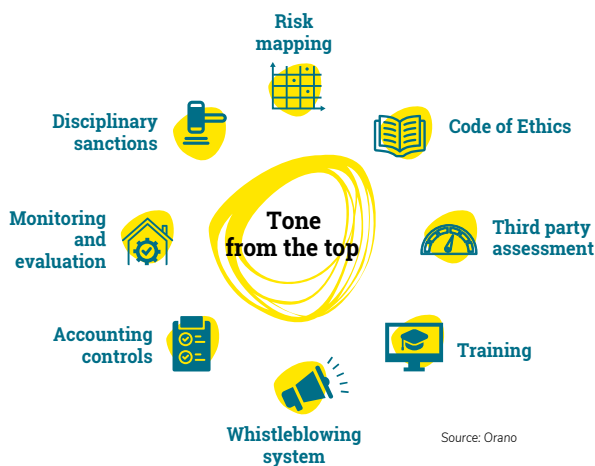 Risk
mapping
Disciplinary
sanctions
Code of Ethics
Tone
from the top
Monitoring
and
evaluation
Third party
assessment
Accounting
controls
Training
Whistleblowing
system
Source: Orano